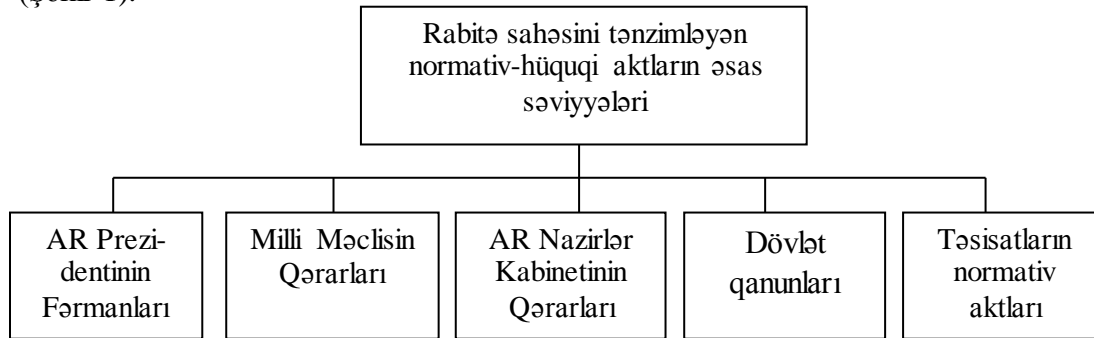 Rabitə sahəsini tənzimləyən
normativ-hüquqi aktların əsas
səviyyələri
AR Prezi-
dentinin
Fərmanları
Milli Məclisin
Qərarları
AR Nazirlər
Kabinetinin
Qərarları
Dövlət
qanunları
Təsisatların
normativ
aktları